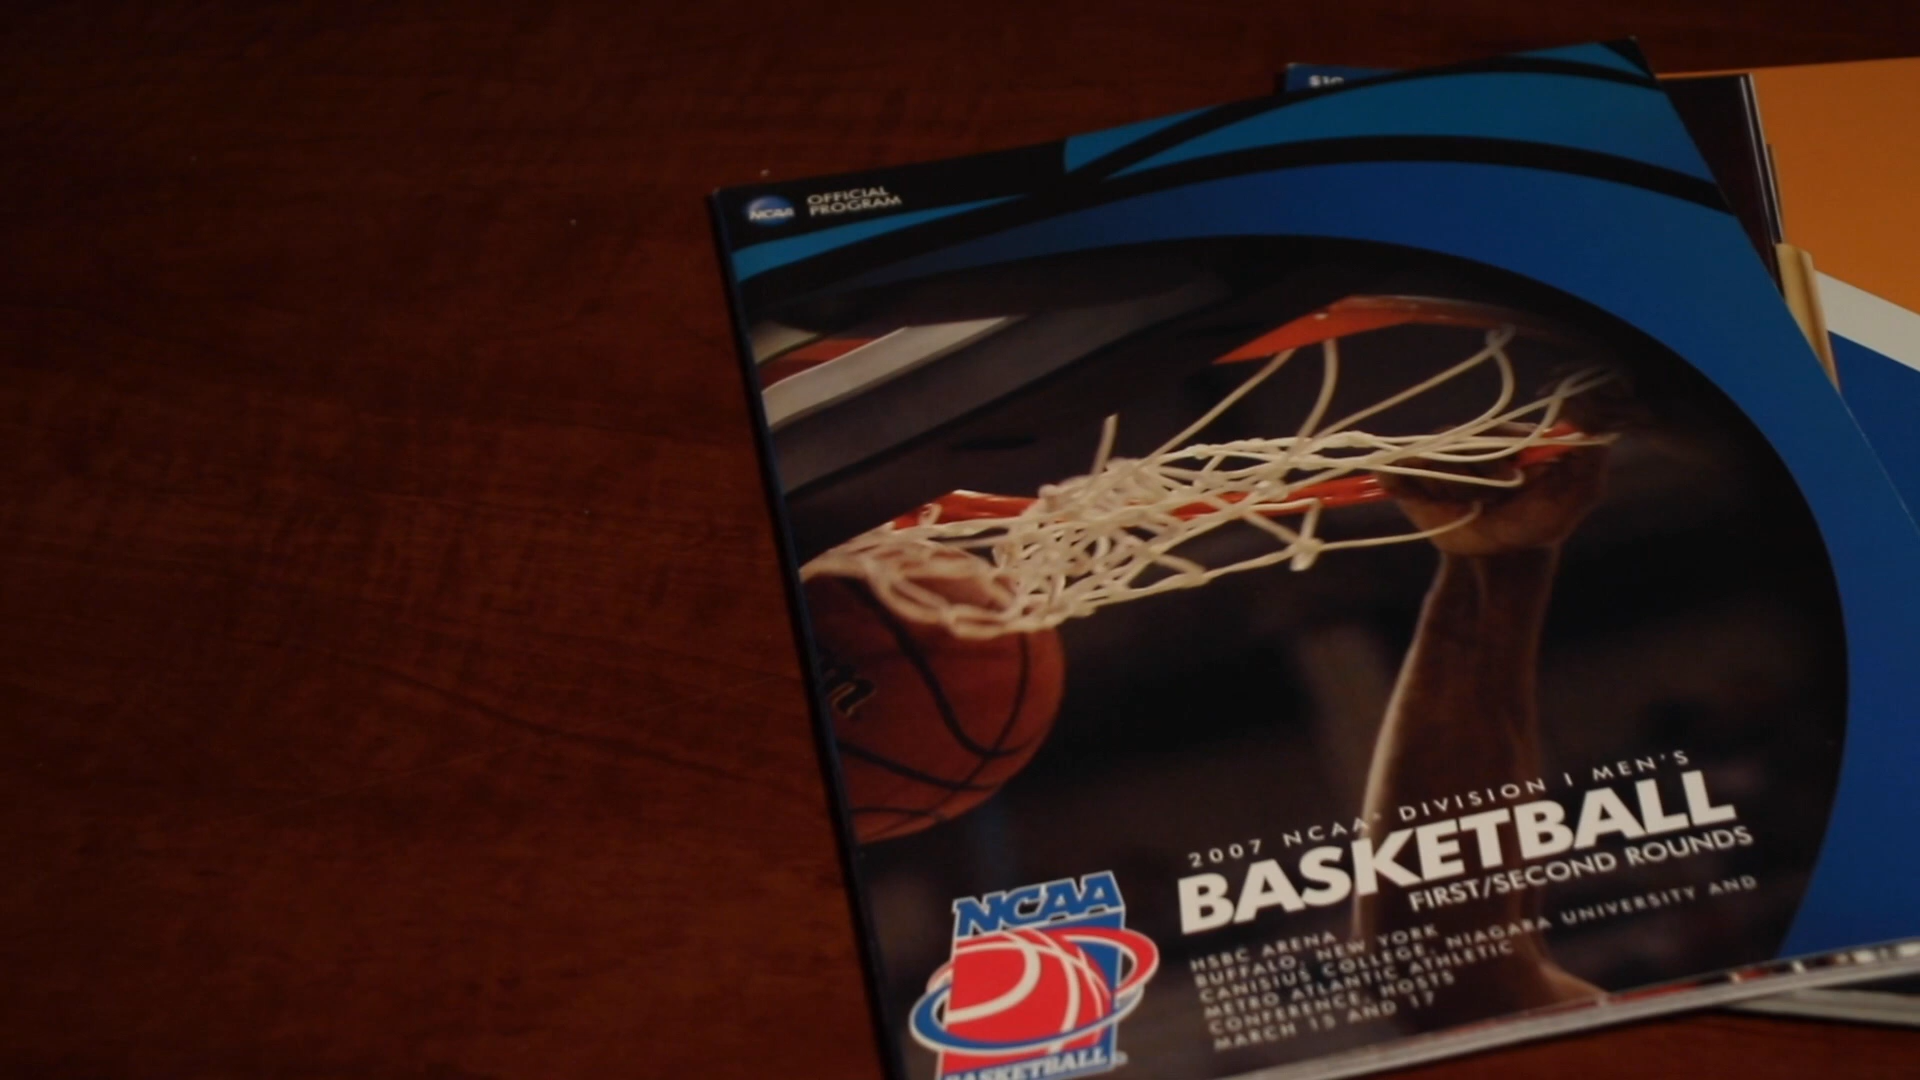 $10
NCAA
OFFICIAL
PROGRAM
2007 NCAA® DIVISION I MEN'S
BASKETBALL
FIRST/SECOND ROUNDS
HSBC ARENA
BUFFALO, NEW YORK
CANISIUS COLLEGE, NIAGARA UNIVERSITY AND
METRO ATLANTIC ATHLETIC
CONFERENCE, HOSTS
MARCH 15 AND 17
NCAA
BASKETBALL®